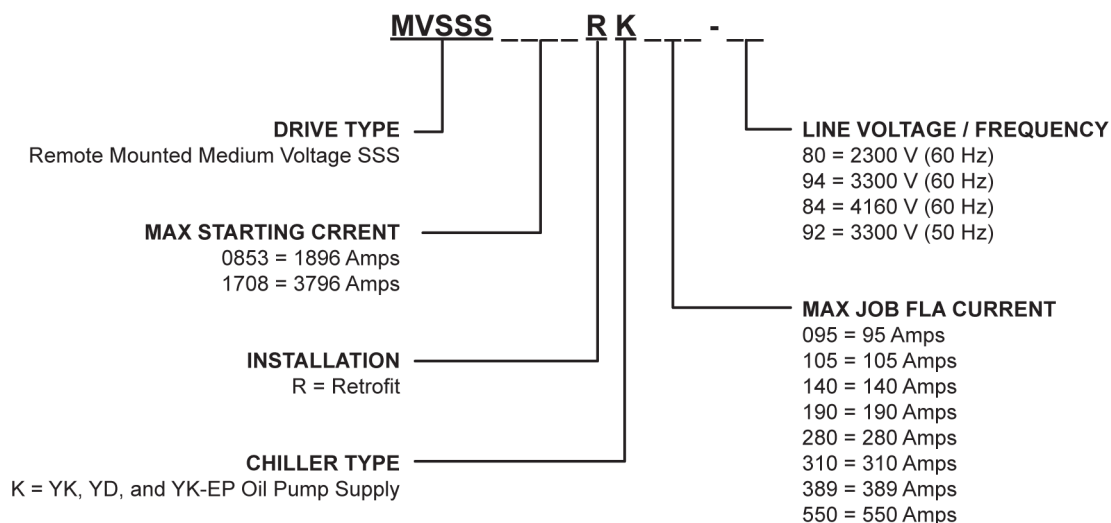 MVSSS ____ R K ___ - __
DRIVE TYPE
Remote Mounted Medium Voltage SSS
MAX STARTING CRRENT
0853 = 1896 Amps
1708 = 3796 Amps
INSTALLATION
R = Retrofit
CHILLER TYPE
K = YK, YD, and YK-EP Oil Pump Supply
LINE VOLTAGE / FREQUENCY
80 = 2300 V (60 Hz)
94 = 3300 V (60 Hz)
84 = 4160 V (60 Hz)
92 = 3300 V (50 Hz)
MAX JOB FLA CURRENT
095 = 95 Amps
105 = 105 Amps
140 = 140 Amps
190 = 190 Amps
280 = 280 Amps
310 = 310 Amps
389 = 389 Amps
550 = 550 Amps